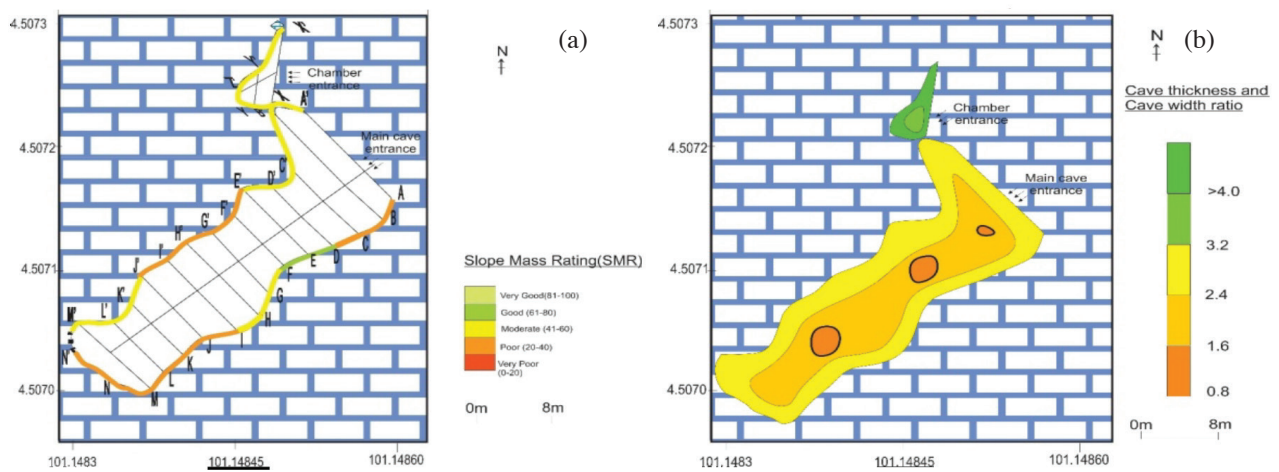 4.5073
(a)
N
Chamber
entrance
A'
4.5072
Main cave
entrance
C'
D'
E'
A
F'
B
G'
C
H'
D
I'
E
4.5071
J'
F
Slope Mass Rating(SMR)
G
K'
H
Very Good(81-100)
L'
Good (61-80)
I
Moderate (41-60)
J
Poor (20-40)
K
Very Poor
(0-20)
L
N
M
4.5070
0m 8m
101.1483 101.14845 101.14860
4.5073
(b)
N
Cave thickness and
Cave width ratio
Chamber
entrance
4.5072
Main cave
entrance
>4.0
3.2
4.5071
2.4
1.6
4.5070
0.8
0m 8m
101.1483 101.14845 101.14860